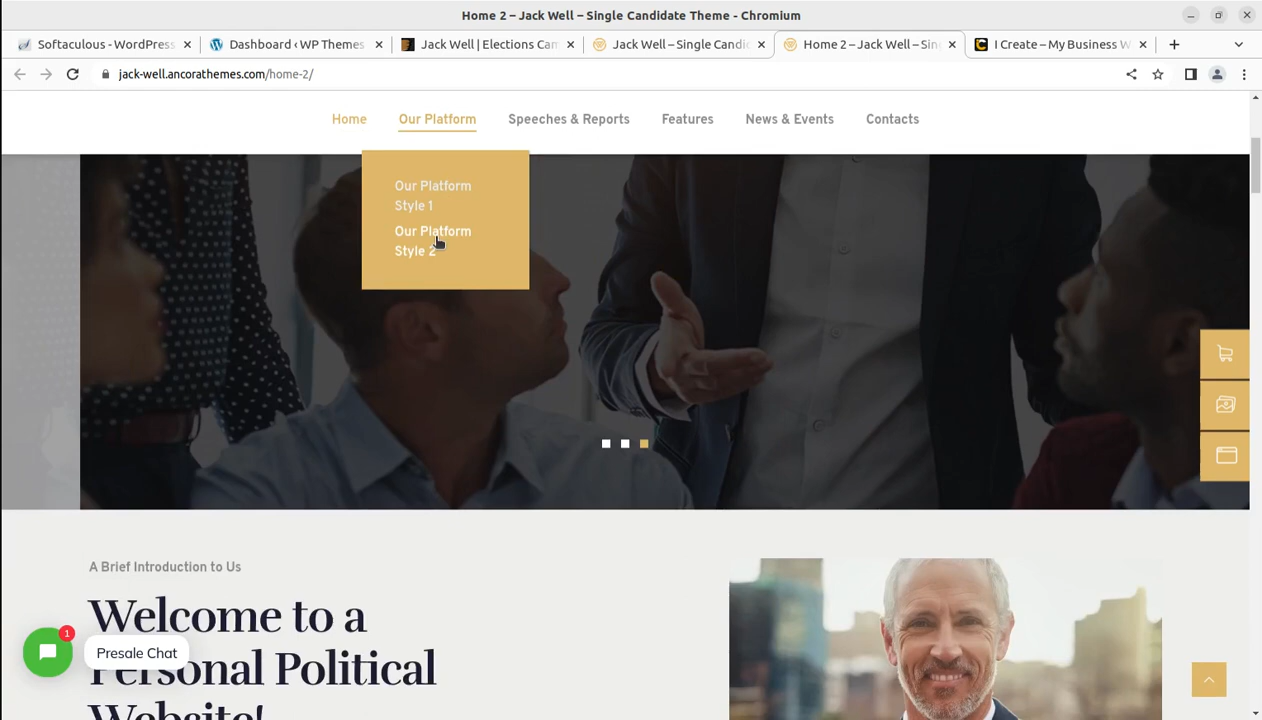 Home 2 – Jack Well – Single Candidate Theme - Chromium
Softaculous - WordPress
Dashboard ‹ WP Themes
Jack Well | Elections Cam
Jack Well – Single Candid
Home 2 – Jack Well – Sin
I Create – My Business W
jack-well.ancorathemes.com/home-2/
Home
Our Platform
Speeches & Reports
Features
News & Events
Contacts
Our Platform
Style 1
Our Platform
Style 2
A Brief Introduction to Us
Welcome to a
Personal Political
Website!
1
Presale Chat